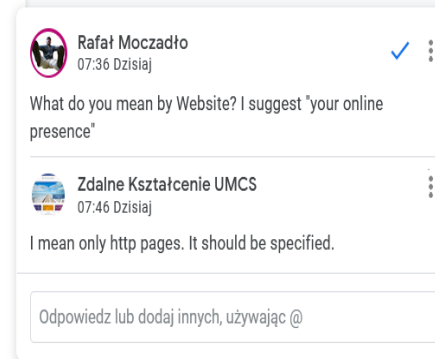 Rafał Moczadło
07:36 Dzisiaj
What do you mean by Website? I suggest "your online
presence"
Zdalne Kształcenie UMCS
07:46 Dzisiaj
I mean only http pages. It should be specified.
Odpowiedz lub dodaj innych, używając @